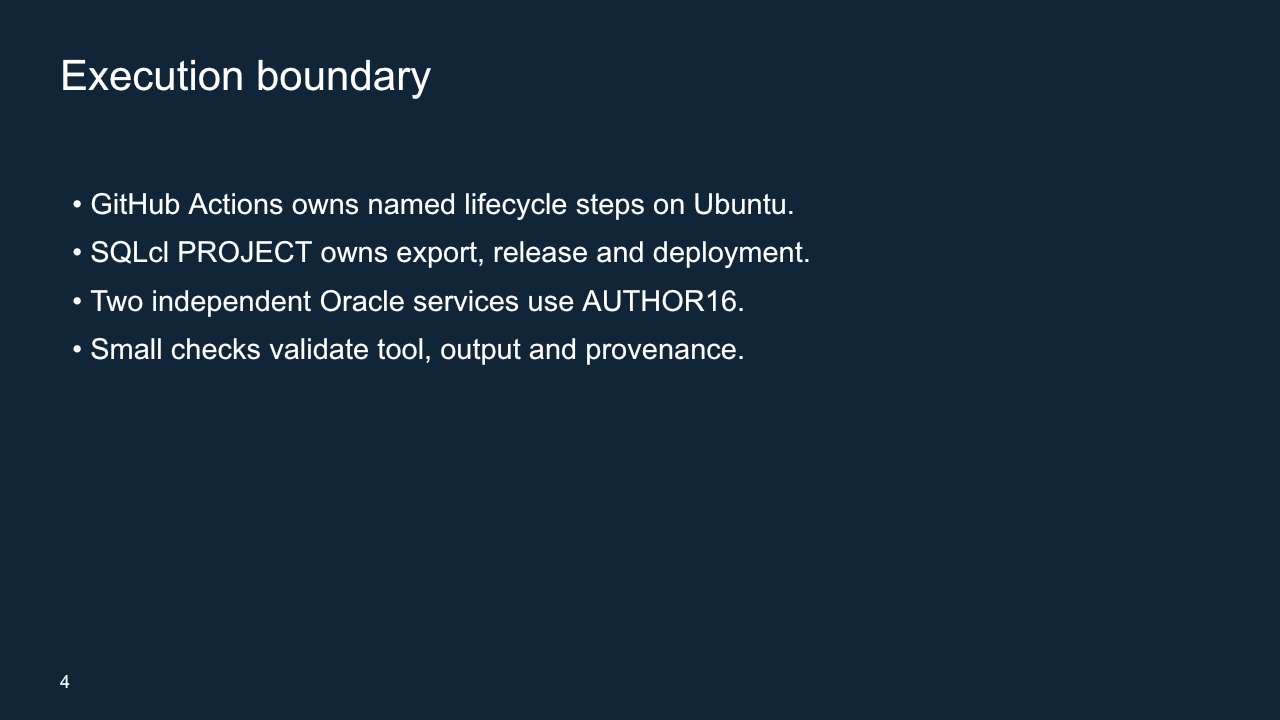 Execution boundary
• GitHub Actions owns named lifecycle steps on Ubuntu.
• SQLcl PROJECT owns export, release and deployment.
• Two independent Oracle services use AUTHOR16.
• Small checks validate tool, output and provenance.
4